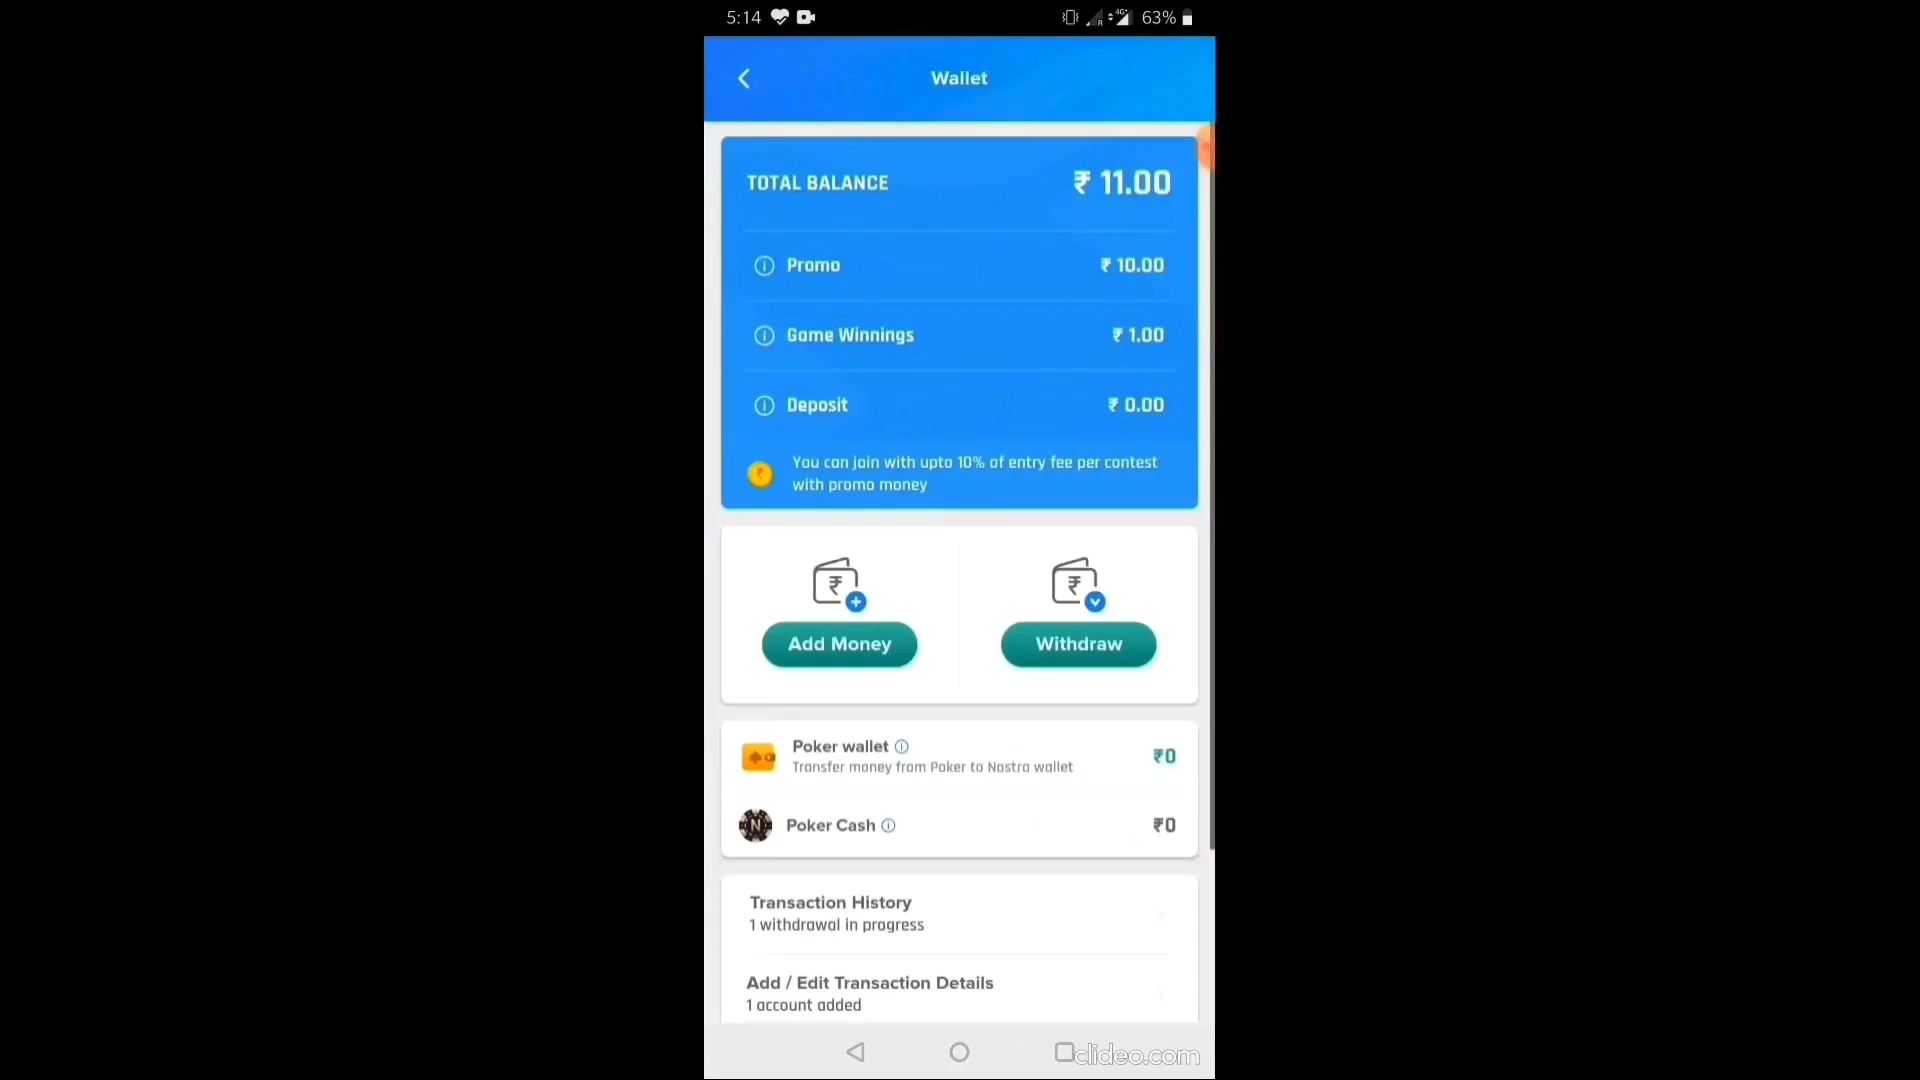 5:14
R 4G+ 63%
Wallet
TOTAL BALANCE ₹ 11.00
Promo ₹ 10.00
Game Winnings ₹ 1.00
Deposit ₹ 0.00
You can join with upto 10% of entry fee per contest
with promo money
Add Money Withdraw
Poker wallet ₹0
Transfer money from Poker to Nostra wallet
N Poker Cash ₹0
Transaction History
1 withdrawal in progress
Add / Edit Transaction Details
1 account added
clideo.com